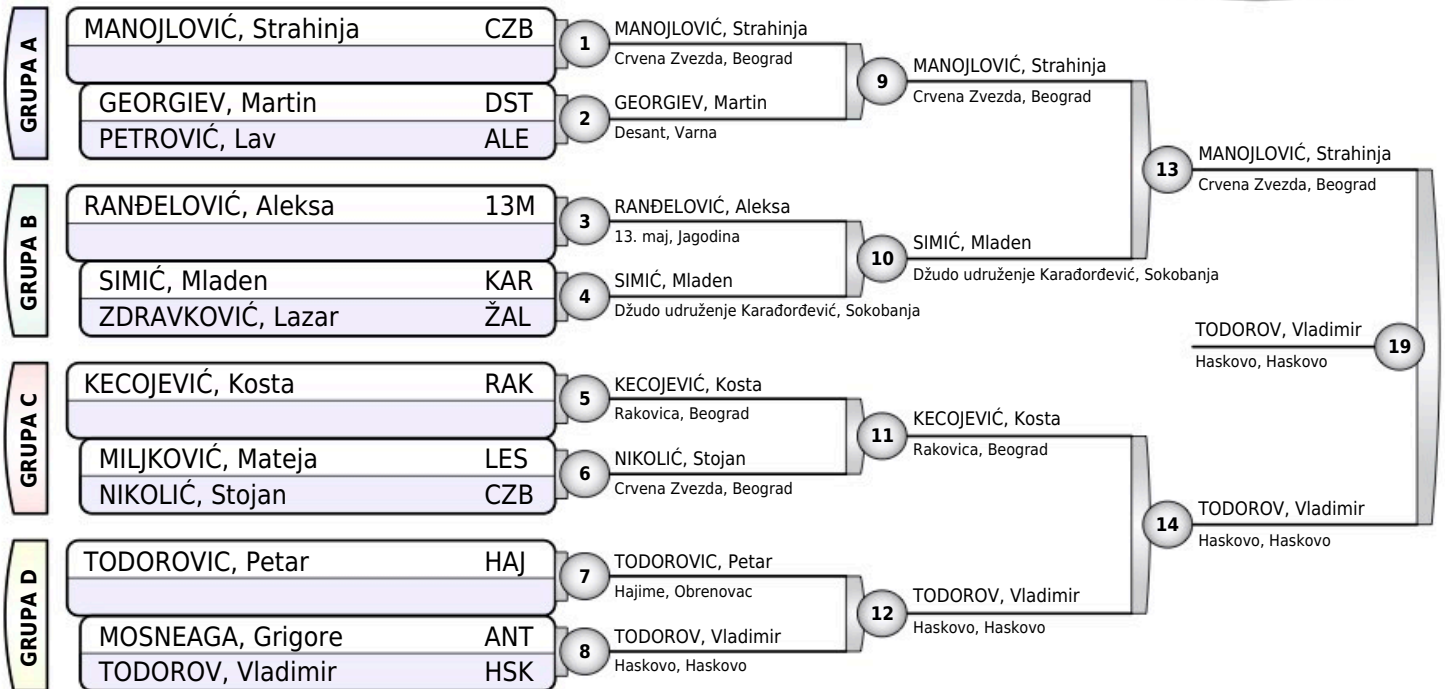 GRUPA A
MANOJLOVIĆ, Strahinja CZB
GEORGIEV, Martin DST
PETROVIĆ, Lav ALE
GRUPA B
RANĐELOVIĆ, Aleksa 13M
SIMIĆ, Mladen KAR
ZDRAVKOVIĆ, Lazar ŽAL
GRUPA C
KECOJEVIĆ, Kosta RAK
MILJKOVIĆ, Mateja LES
NIKOLIĆ, Stojan CZB
GRUPA D
TODOROVIC, Petar HAJ
MOSNEAGA, Grigore ANT
TODOROV, Vladimir HSK
1
MANOJLOVIĆ, Strahinja
Crvena Zvezda, Beograd
2
GEORGIEV, Martin
Desant, Varna
3
RANĐELOVIĆ, Aleksa
13. maj, Jagodina
4
SIMIĆ, Mladen
Džudo udruženje Karađorđević, Sokobanja
5
KECOJEVIĆ, Kosta
Rakovica, Beograd
6
NIKOLIĆ, Stojan
Crvena Zvezda, Beograd
7
TODOROVIC, Petar
Hajime, Obrenovac
8
TODOROV, Vladimir
Haskovo, Haskovo
9
MANOJLOVIĆ, Strahinja
Crvena Zvezda, Beograd
10
SIMIĆ, Mladen
Džudo udruženje Karađorđević, Sokobanja
11
KECOJEVIĆ, Kosta
Rakovica, Beograd
12
TODOROV, Vladimir
Haskovo, Haskovo
13
MANOJLOVIĆ, Strahinja
Crvena Zvezda, Beograd
14
TODOROV, Vladimir
Haskovo, Haskovo
TODOROV, Vladimir
Haskovo, Haskovo
19